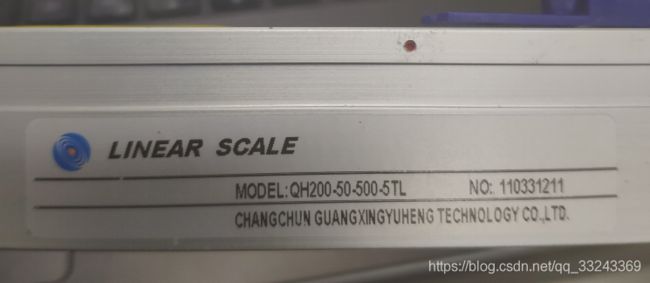 LINEAR SCALE
MODEL: QH200-50-500-5TL NO: 110331211
CHANGCHUN GUANGXINGYUHENG TECHNOLOGY CO.,LTD.
https://blog.csdn.net/qq_33243369